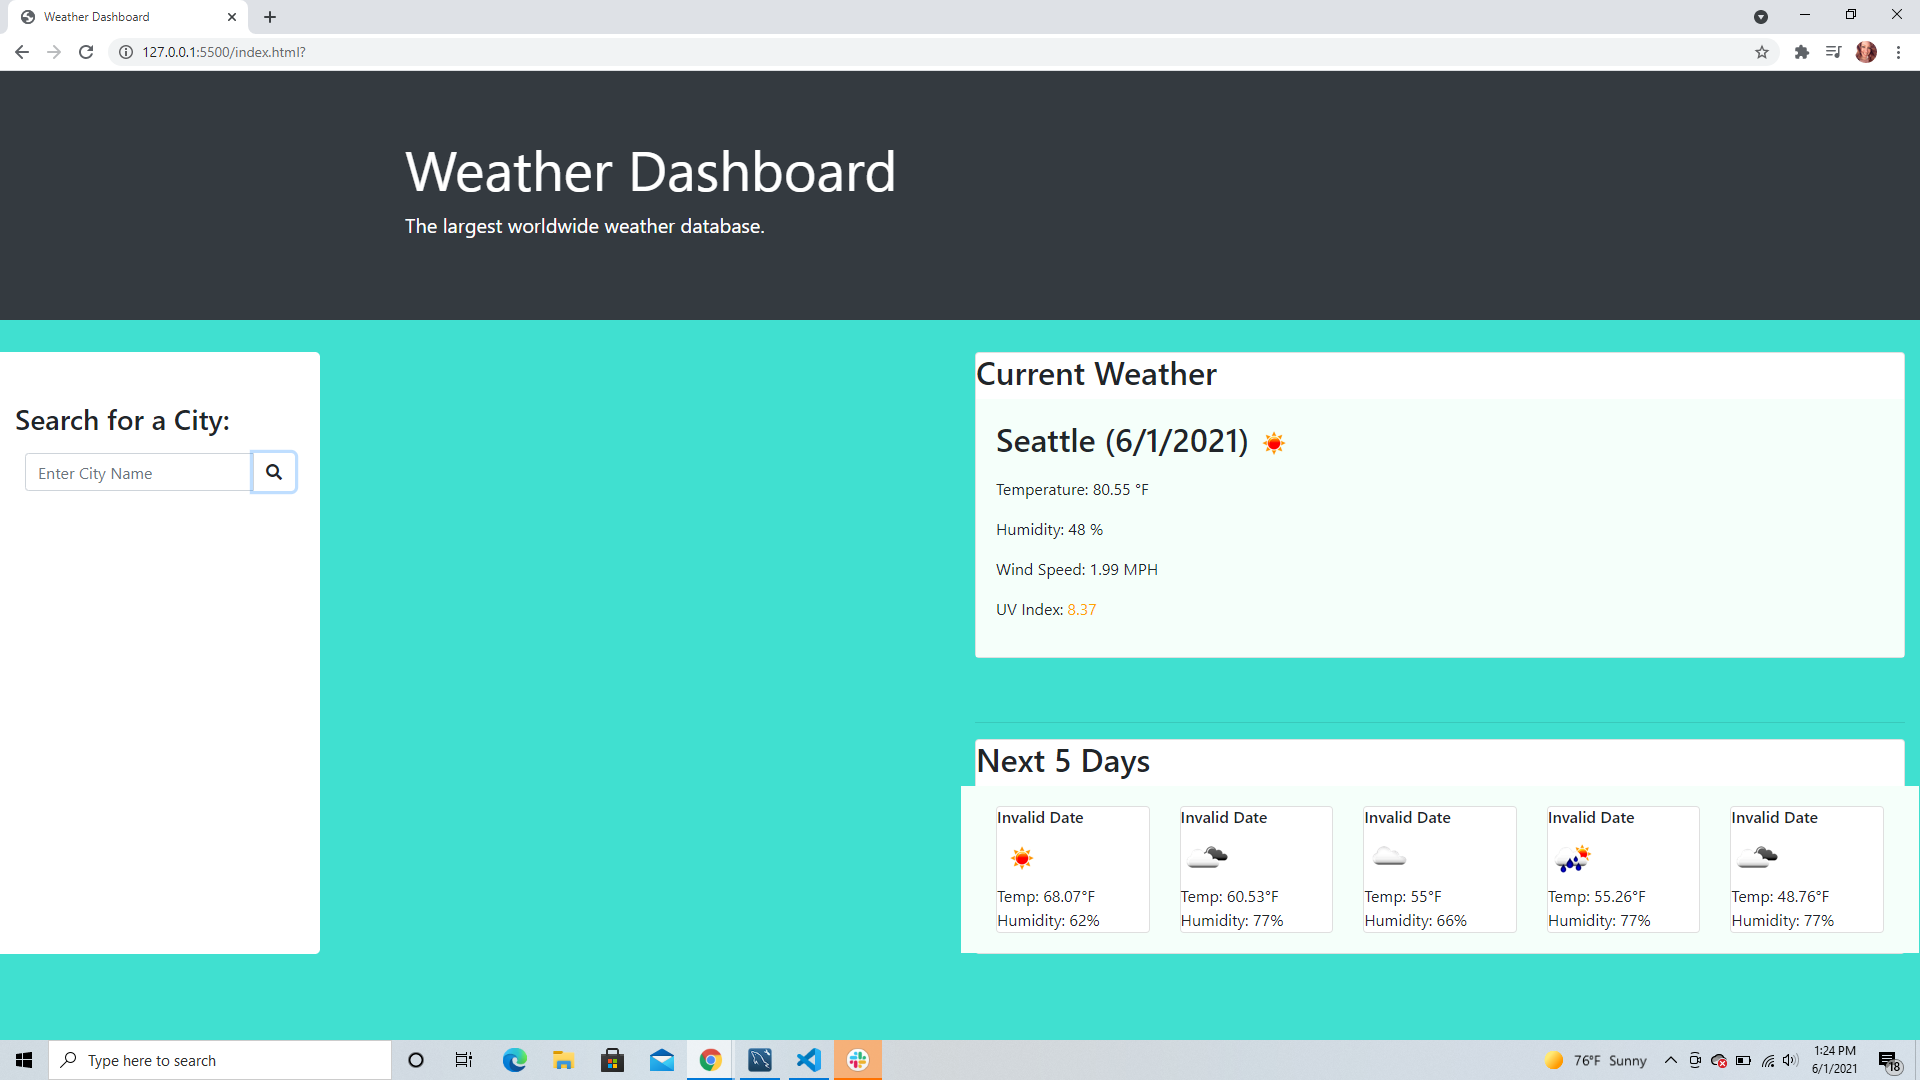 Weather Dashboard
127.0.0.1:5500/index.html?
Weather Dashboard
The largest worldwide weather database.
Search for a City:
Enter City Name
Current Weather
Seattle (6/1/2021)
Temperature: 80.55 °F
Humidity: 48 %
Wind Speed: 1.99 MPH
UV Index: 8.37
Next 5 Days
Invalid Date
Temp: 68.07°F
Humidity: 62%
Invalid Date
Temp: 60.53°F
Humidity: 77%
Invalid Date
Temp: 55°F
Humidity: 66%
Invalid Date
Temp: 55.26°F
Humidity: 77%
Invalid Date
Temp: 48.76°F
Humidity: 77%
Type here to search
76°F Sunny
1:24 PM
6/1/2021
18